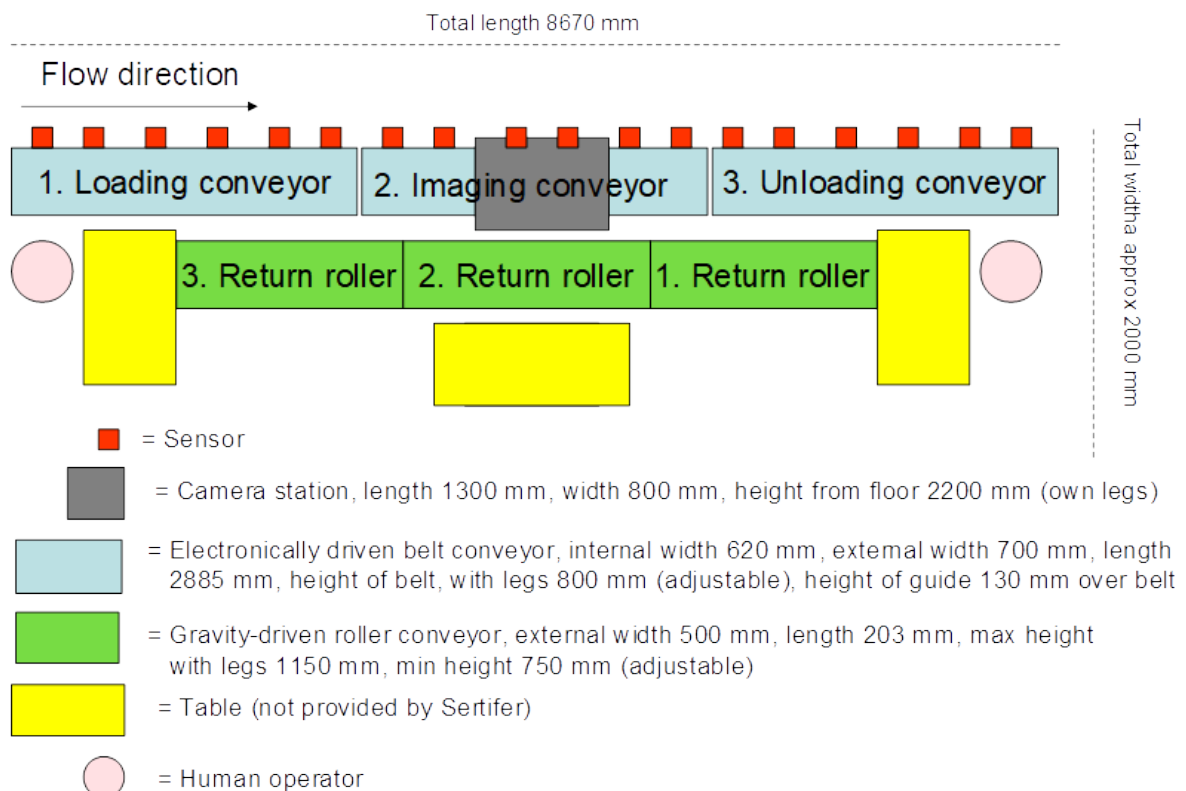 Total length 8670 mm
Flow direction
1. Loading conveyor
2. Imaging conveyor
3. Unloading conveyor
Total widtha approx 2000 mm
3. Return roller
2. Return roller
1. Return roller
= Sensor
= Camera station, length 1300 mm, width 800 mm, height from floor 2200 mm (own legs)
= Electronically driven belt conveyor, internal width 620 mm, external width 700 mm, length
2885 mm, height of belt, with legs 800 mm (adjustable), height of guide 130 mm over belt
= Gravity-driven roller conveyor, external width 500 mm, length 203 mm, max height
with legs 1150 mm, min height 750 mm (adjustable)
= Table (not provided by Sertifer)
= Human operator